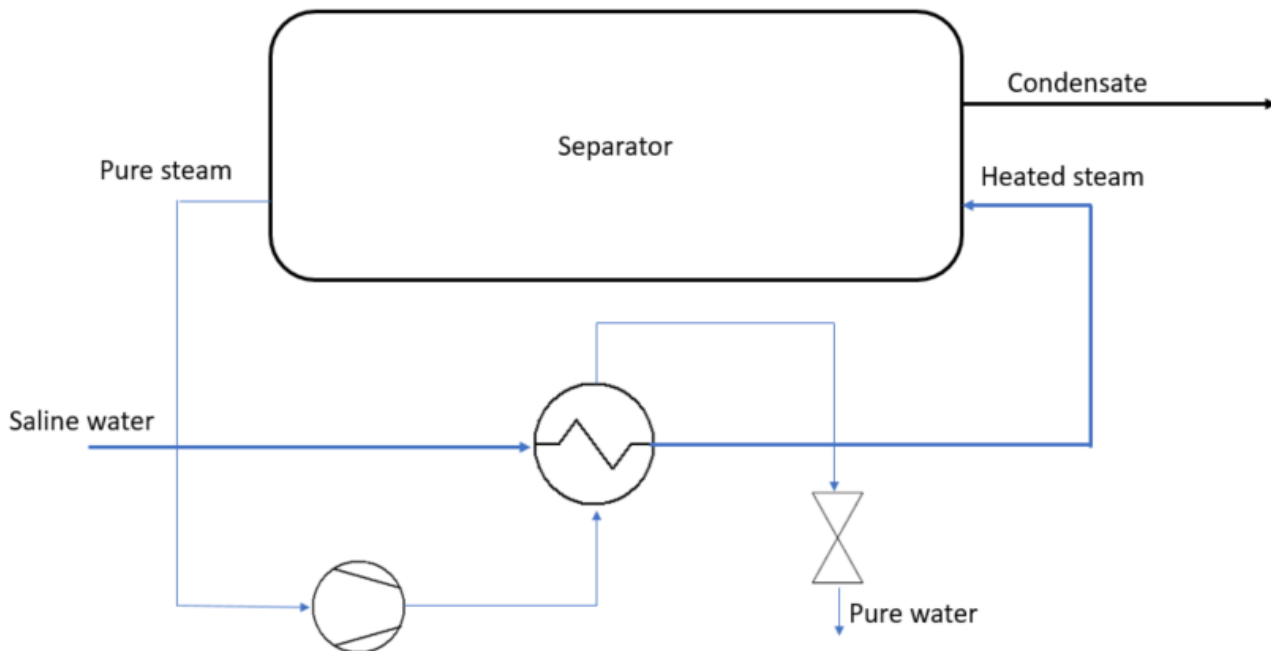 Condensate
Separator
Pure steam
Heated steam
Saline water
Pure water